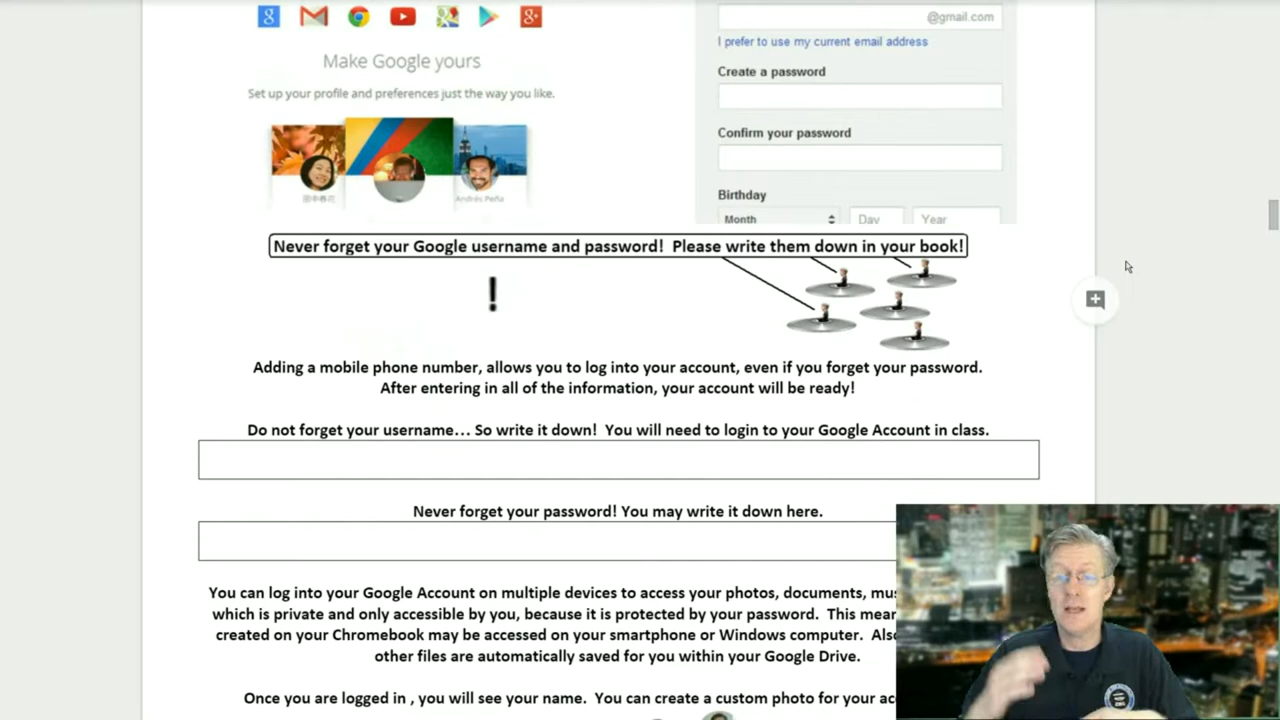 @gmail.com
I prefer to use my current email address
Make Google yours
Create a password
Set up your profile and preferences just the way you like.
Confirm your password
Birthday
Andrés Peña
Month
Day
Year
Never forget your Google username and password!  Please write them down in your book!
!
Adding a mobile phone number, allows you to log into your account, even if you forget your password.
After entering in all of the information, your account will be ready!
Do not forget your username… So write it down!  You will need to login to your Google Account in class.
Never forget your password! You may write it down here.
You can log into your Google Account on multiple devices to access your photos, documents, mus
which is private and only accessible by you, because it is protected by your password.  This mean
created on your Chromebook may be accessed on your smartphone or Windows computer.  Also
other files are automatically saved for you within your Google Drive.
Once you are logged in , you will see your name.  You can create a custom photo for your ac